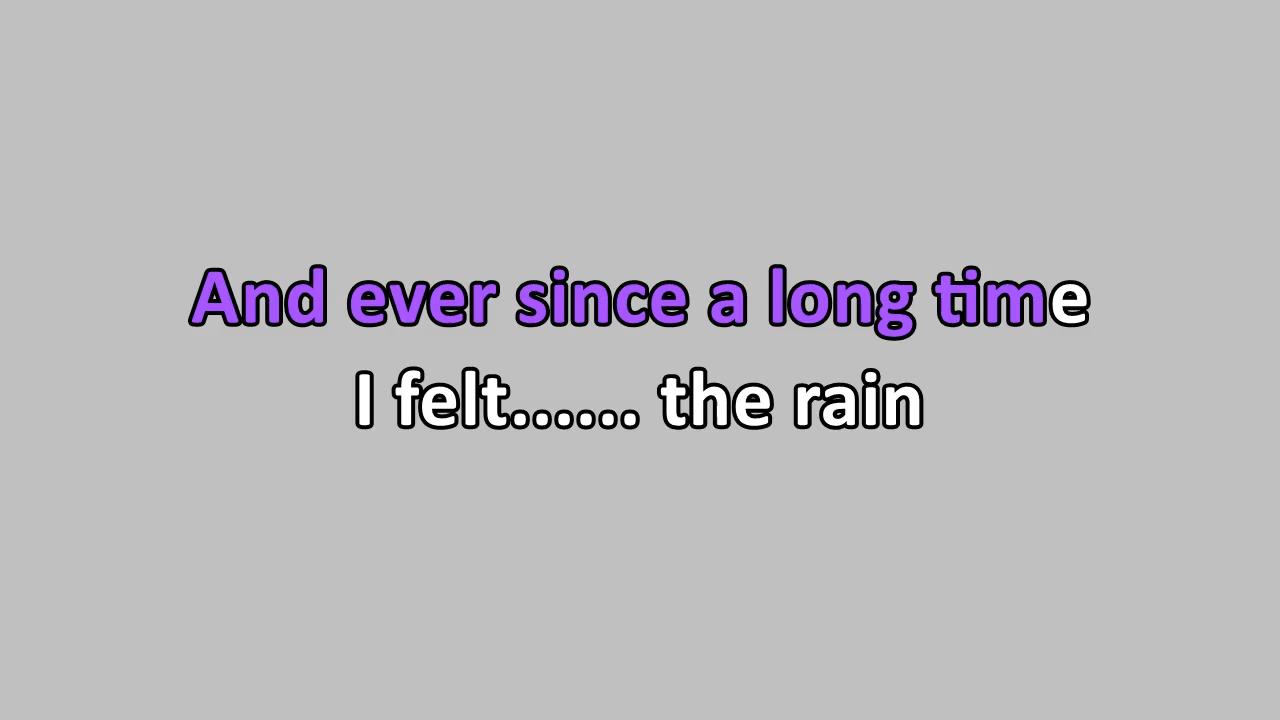 And ever since a long time
I felt...... the rain